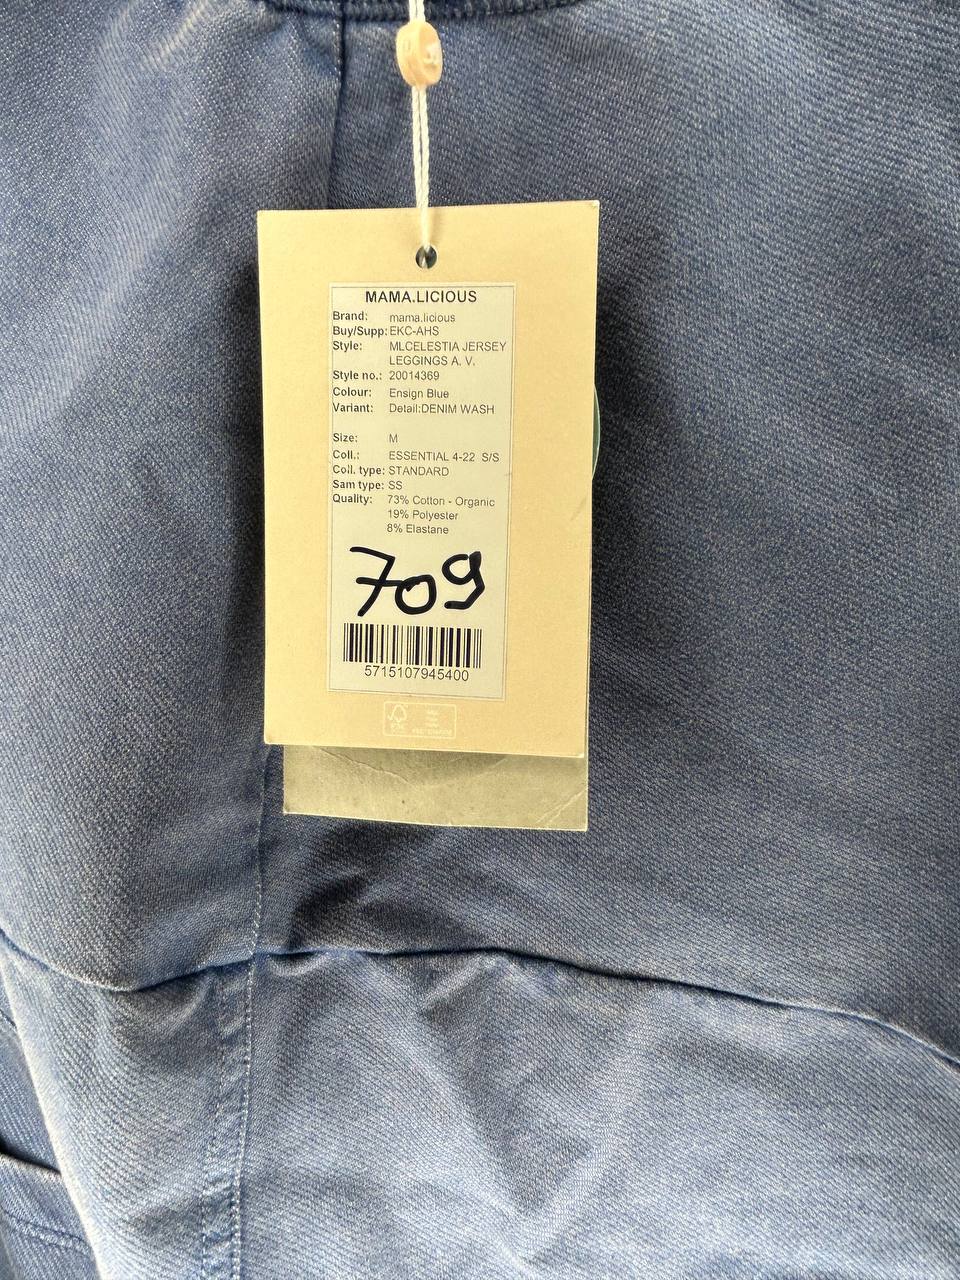 MAMA.LICIOUS
Brand: mama.licious
Buy/Supp: EKC-AHS
Style: MLCELESTIA JERSEY
LEGGINGS A. V.
Style no.: 20014369
Colour: Ensign Blue
Variant: Detail:DENIM WASH
Size: M
Coll.: ESSENTIAL 4-22 S/S
Coll. type: STANDARD
Sam type: SS
Quality: 73% Cotton - Organic
19% Polyester
8% Elastane
709
5715107945400
FSC